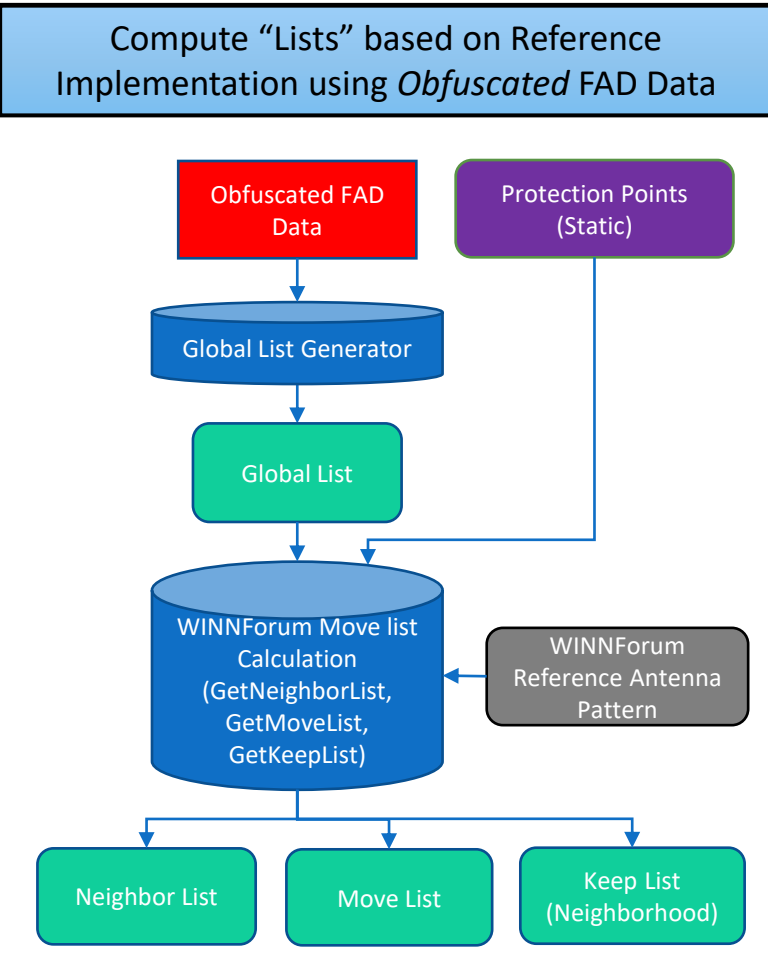 Compute “Lists” based on Reference
Implementation using Obfuscated FAD Data
Obfuscated FAD
Data
Protection Points
(Static)
Global List Generator
Global List
WINNForum Move list
Calculation
(GetNeighborList,
GetMoveList,
GetKeepList)
WINNForum
Reference Antenna
Pattern
Neighbor List
Move List
Keep List
(Neighborhood)